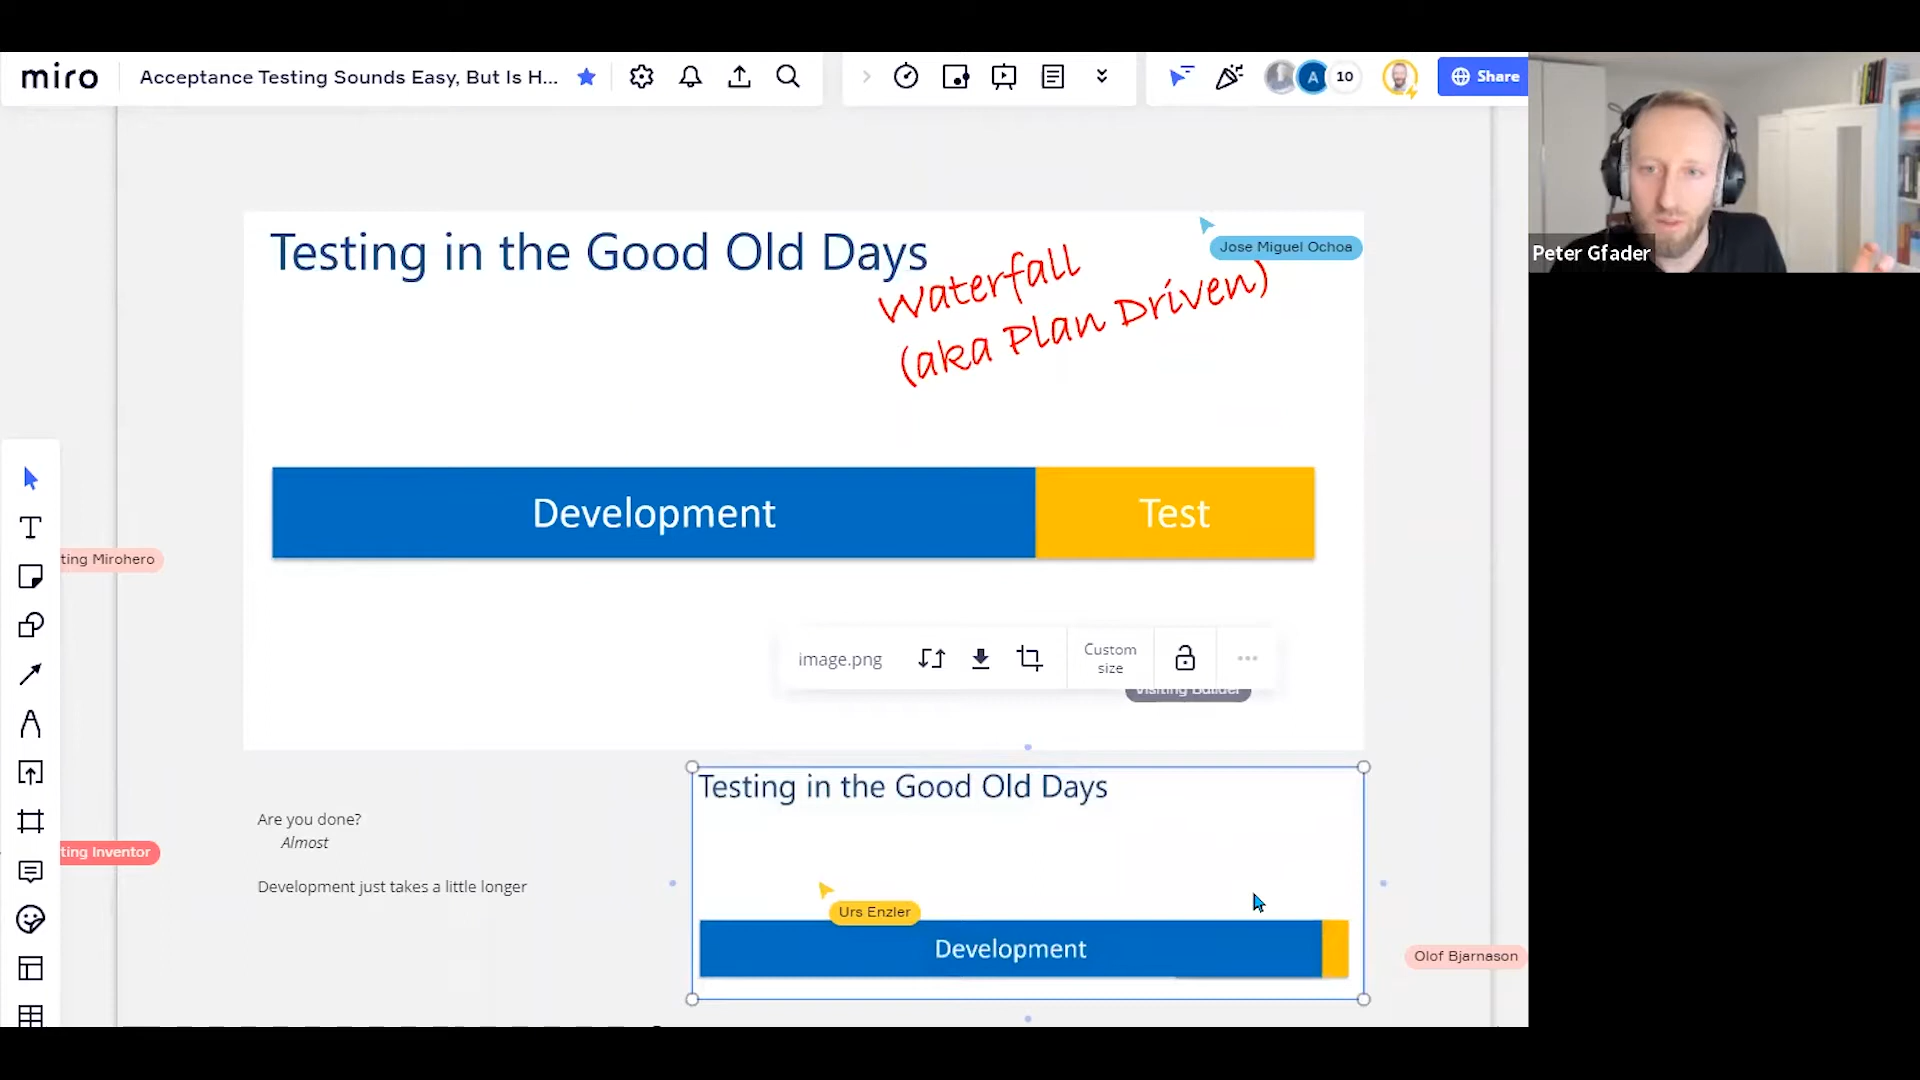 miro
Acceptance Testing Sounds Easy, But Is H...
A
10
Share
Peter Gfader
Testing in the Good Old Days
Jose Miguel Ochoa
Waterfall
(aka Plan Driven)
Development
Test
ting Mirohero
image.png
Custom
size
Visiting Builder
Testing in the Good Old Days
Are you done?
Almost
ting Inventor
Development just takes a little longer
Urs Enzler
Development
Olof Bjarnason